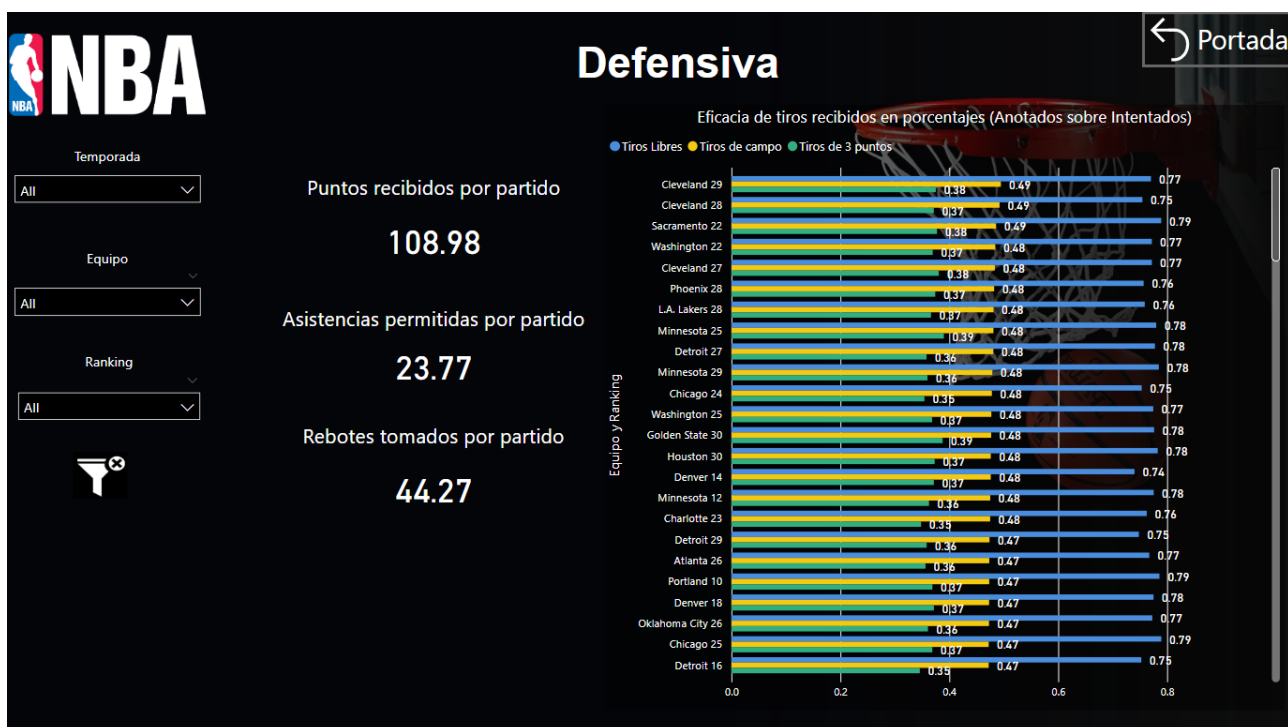 NBA
NBA
Defensiva
Portada
Temporada
All
Equipo
All
Ranking
All
Puntos recibidos por partido
108.98
Asistencias permitidas por partido
23.77
Rebotes tomados por partido
44.27
Eficacia de tiros recibidos en porcentajes (Anotados sobre Intentados)
Tiros Libres Tiros de campo Tiros de 3 puntos
Equipo y Ranking
Cleveland 29 0.77 0.49 0.38
Cleveland 28 0.75 0.49 0.37
Sacramento 22 0.79 0.49 0.38
Washington 22 0.77 0.48 0.37
Cleveland 27 0.77 0.48 0.38
Phoenix 28 0.76 0.48 0.37
L.A. Lakers 28 0.76 0.48 0.37
Minnesota 25 0.78 0.48 0.39
Detroit 27 0.78 0.48 0.36
Minnesota 29 0.78 0.48 0.36
Chicago 24 0.75 0.48 0.35
Washington 25 0.77 0.48 0.37
Golden State 30 0.78 0.48 0.39
Houston 30 0.78 0.48 0.37
Denver 14 0.74 0.48 0.37
Minnesota 12 0.78 0.48 0.36
Charlotte 23 0.76 0.48 0.35
Detroit 29 0.75 0.47 0.36
Atlanta 26 0.77 0.47 0.36
Portland 10 0.79 0.47 0.37
Denver 18 0.78 0.47 0.37
Oklahoma City 26 0.77 0.47 0.36
Chicago 25 0.79 0.47 0.37
Detroit 16 0.75 0.47 0.35
0.0 0.2 0.4 0.6 0.8